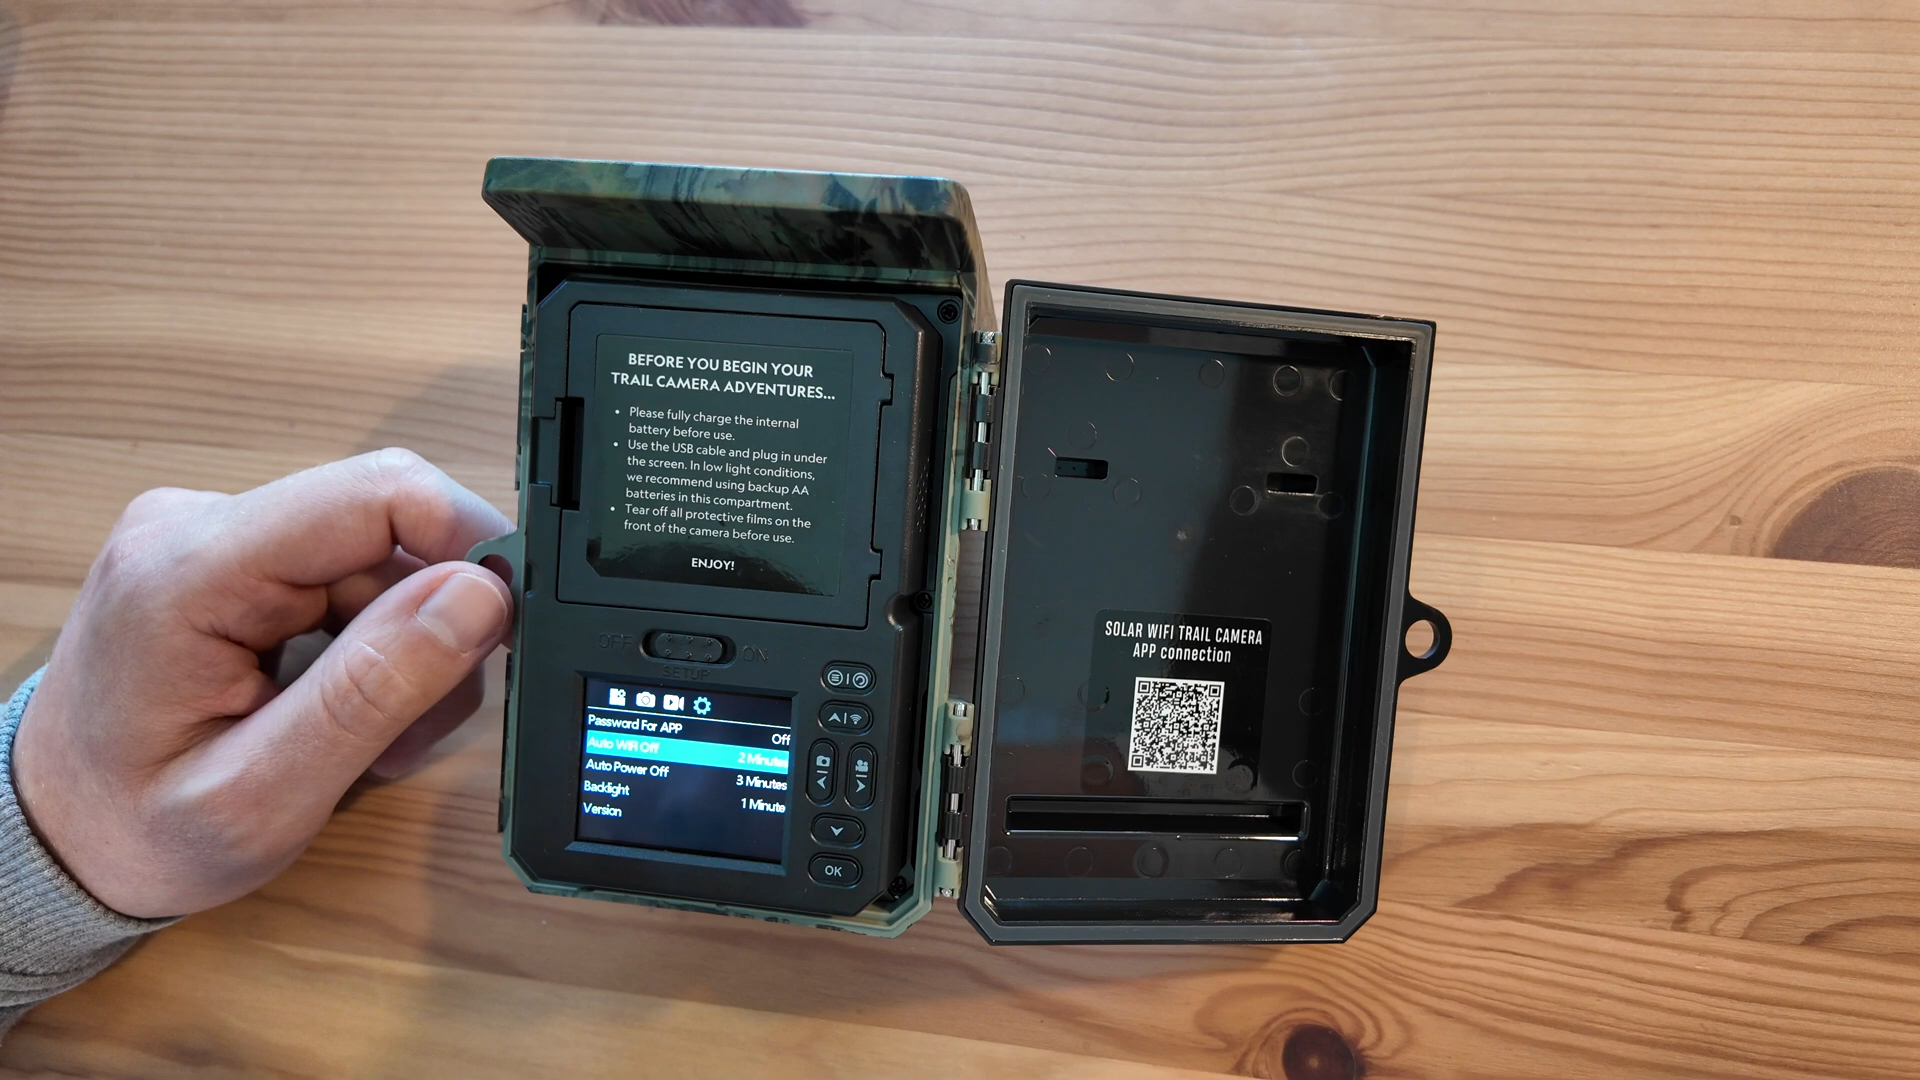 BEFORE YOU BEGIN YOUR
TRAIL CAMERA ADVENTURES...
• Please fully charge the internal
battery before use.
• Use the USB cable and plug in under
the screen. In low light conditions,
we recommend using backup AA
batteries in this compartment.
• Tear off all protective films on the
front of the camera before use.
ENJOY!
OFF ON
SETUP
Password For APP Off
Auto WiFi Off 2 Minutes
Auto Power Off 3 Minutes
Backlight 1 Minute
Version
OK
SOLAR WIFI TRAIL CAMERA
APP connection